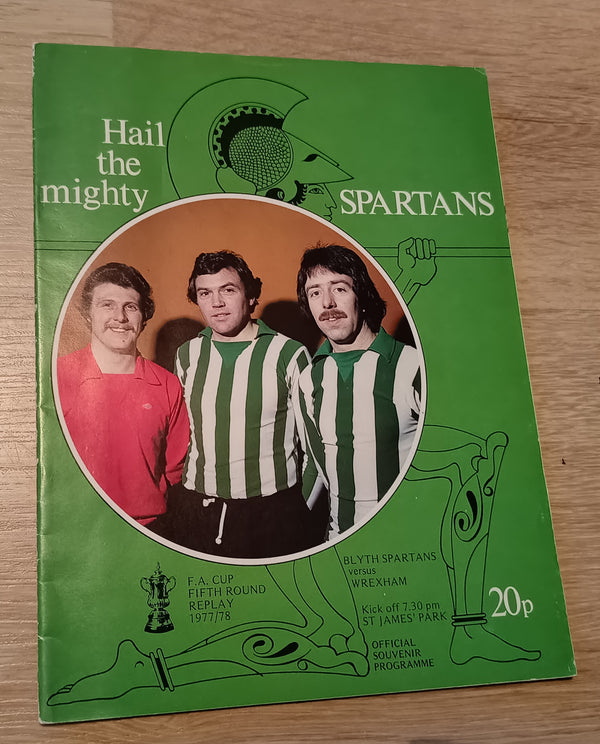 Hail
the
mighty
SPARTANS
F.A. CUP
FIFTH ROUND
REPLAY
1977/78
BLYTH SPARTANS
versus
WREXHAM
Kick off 7.30 pm
ST JAMES' PARK
20p
OFFICIAL
SOUVENIR
PROGRAMME